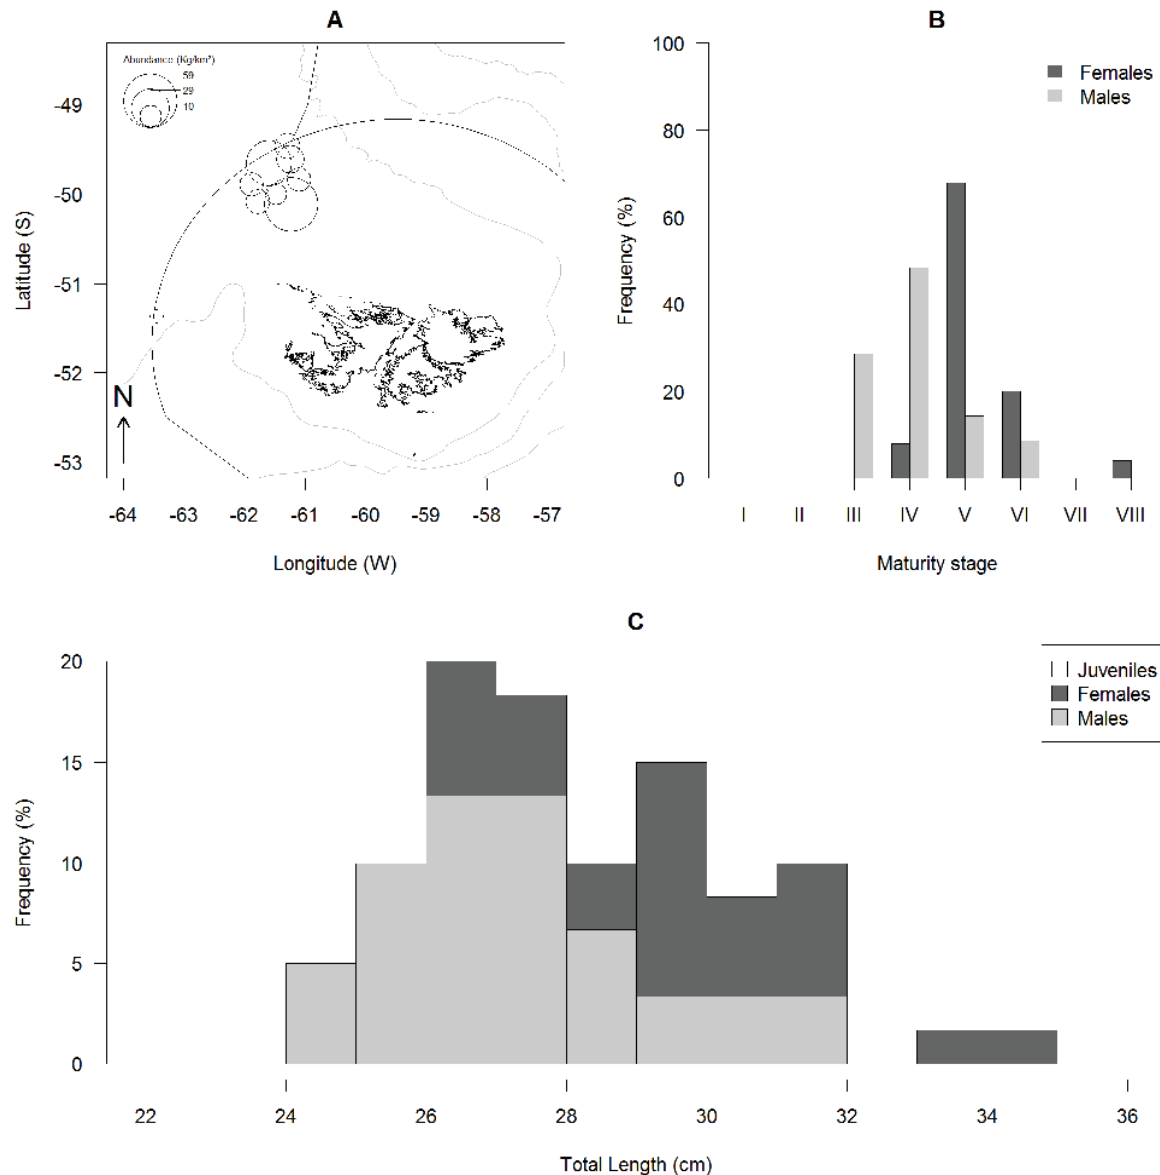 A
Abundance (Kg/km²)
59
29
10
-49
-50
-51
-52
-53
Latitude (S)
N
-64 -63 -62 -61 -60 -59 -58 -57
Longitude (W)
B
100
80
60
40
20
0
Frequency (%)
Females
Males
I II III IV V VI VII VIII
Maturity stage
C
20
15
10
5
0
Frequency (%)
Juveniles
Females
Males
22 24 26 28 30 32 34 36
Total Length (cm)